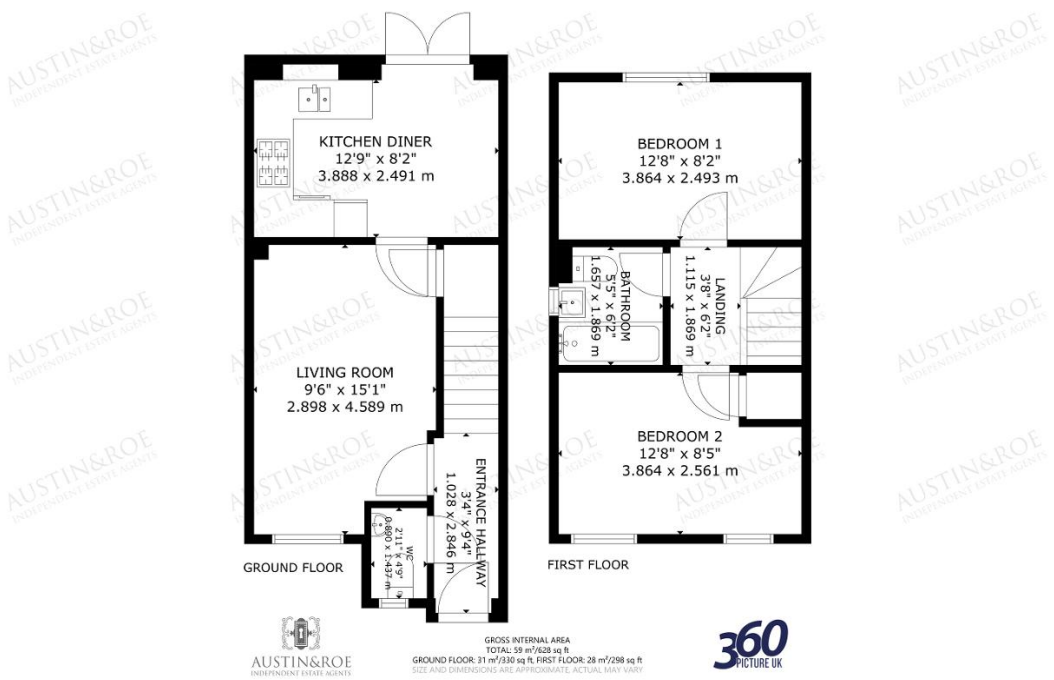 KITCHEN DINER
12'9" x 8'2"
3.888 x 2.491 m
LIVING ROOM
9'6" x 15'1"
2.898 x 4.589 m
ENTRANCE HALLWAY
3'4" x 9'4"
1.028 x 2.846 m
WC
2'11" x 4'9"
0.890 x 1.437 m
GROUND FLOOR
BEDROOM 1
12'8" x 8'2"
3.864 x 2.493 m
BATHROOM
5'5" x 6'2"
1.657 x 1.869 m
LANDING
3'8" x 6'2"
1.115 x 1.869 m
BEDROOM 2
12'8" x 8'5"
3.864 x 2.561 m
FIRST FLOOR
AUSTIN&ROE
INDEPENDENT ESTATE AGENTS
GROSS INTERNAL AREA
TOTAL: 59 m²/628 sq ft
GROUND FLOOR: 31 m²/330 sq ft, FIRST FLOOR: 28 m²/298 sq ft
SIZE AND DIMENSIONS ARE APPROXIMATE, ACTUAL MAY VARY
360
PICTURE UK